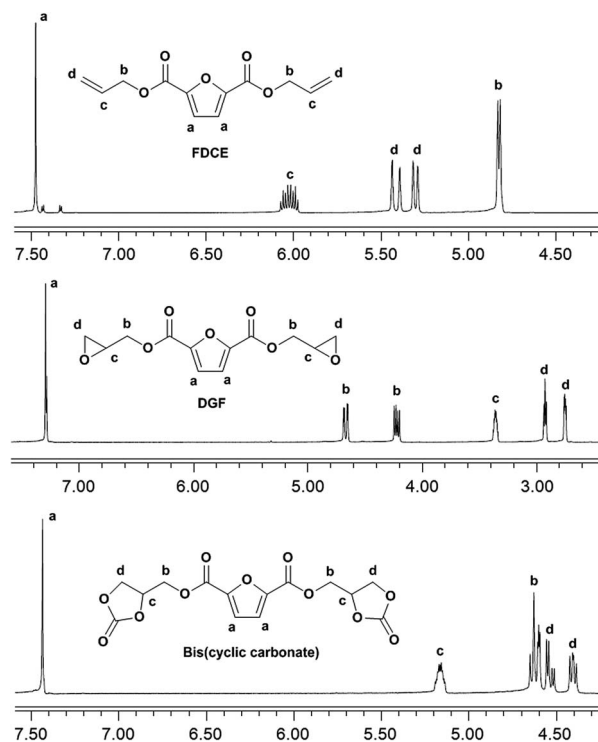 a
O O O
d b b d
O O
c c
a a
FDCE
c
d d
b
7.50 7.00 6.00 5.50 5.00 4.50
a
O O O
d b b d
O O
O c c O
a a
DGF
b b
c
d d
7.00 6.00 5.00 4.00 3.00
a
O O O
d b b d
O O O O
O c c O
O O
a a
Bis(cyclic carbonate)
c
b
d d
7.50 7.00 6.50 6.00 5.50 5.00 4.50